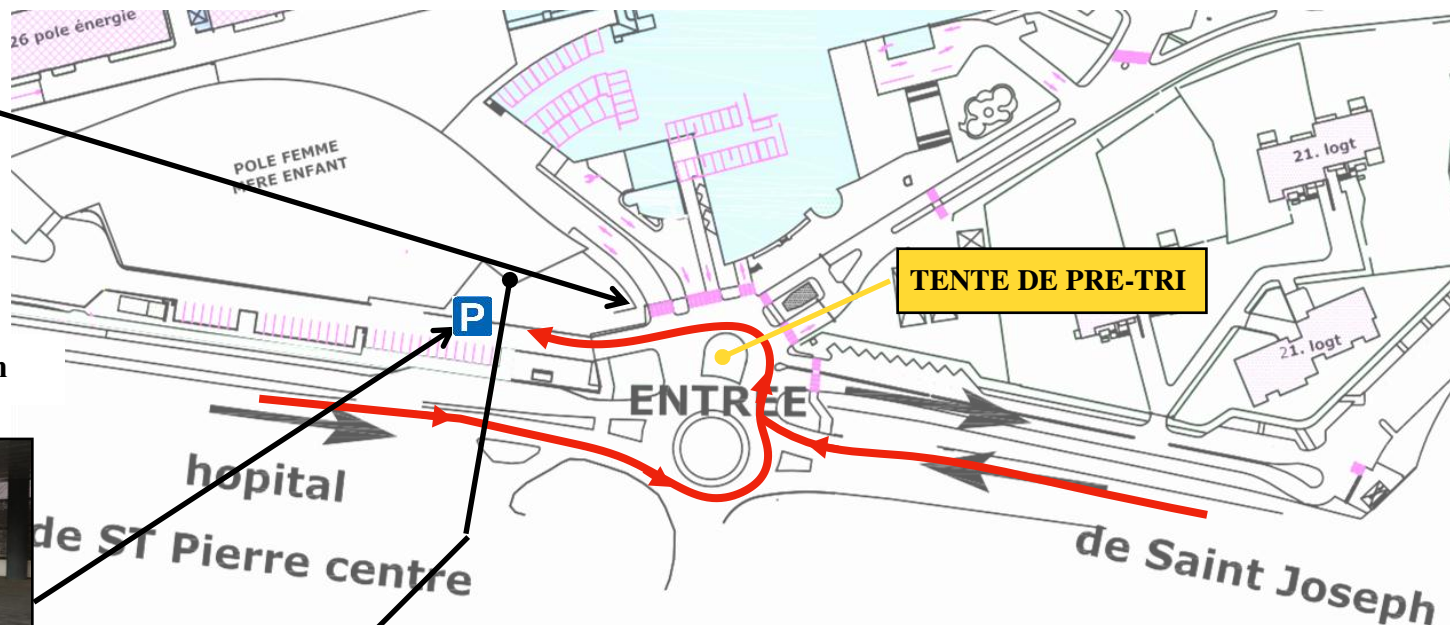 26 pole énergie
POLE FEMME
MERE ENFANT
21. logt
TENTE DE PRE-TRI
P
21. logt
ENTREE
hopital
de ST Pierre centre
de Saint Joseph